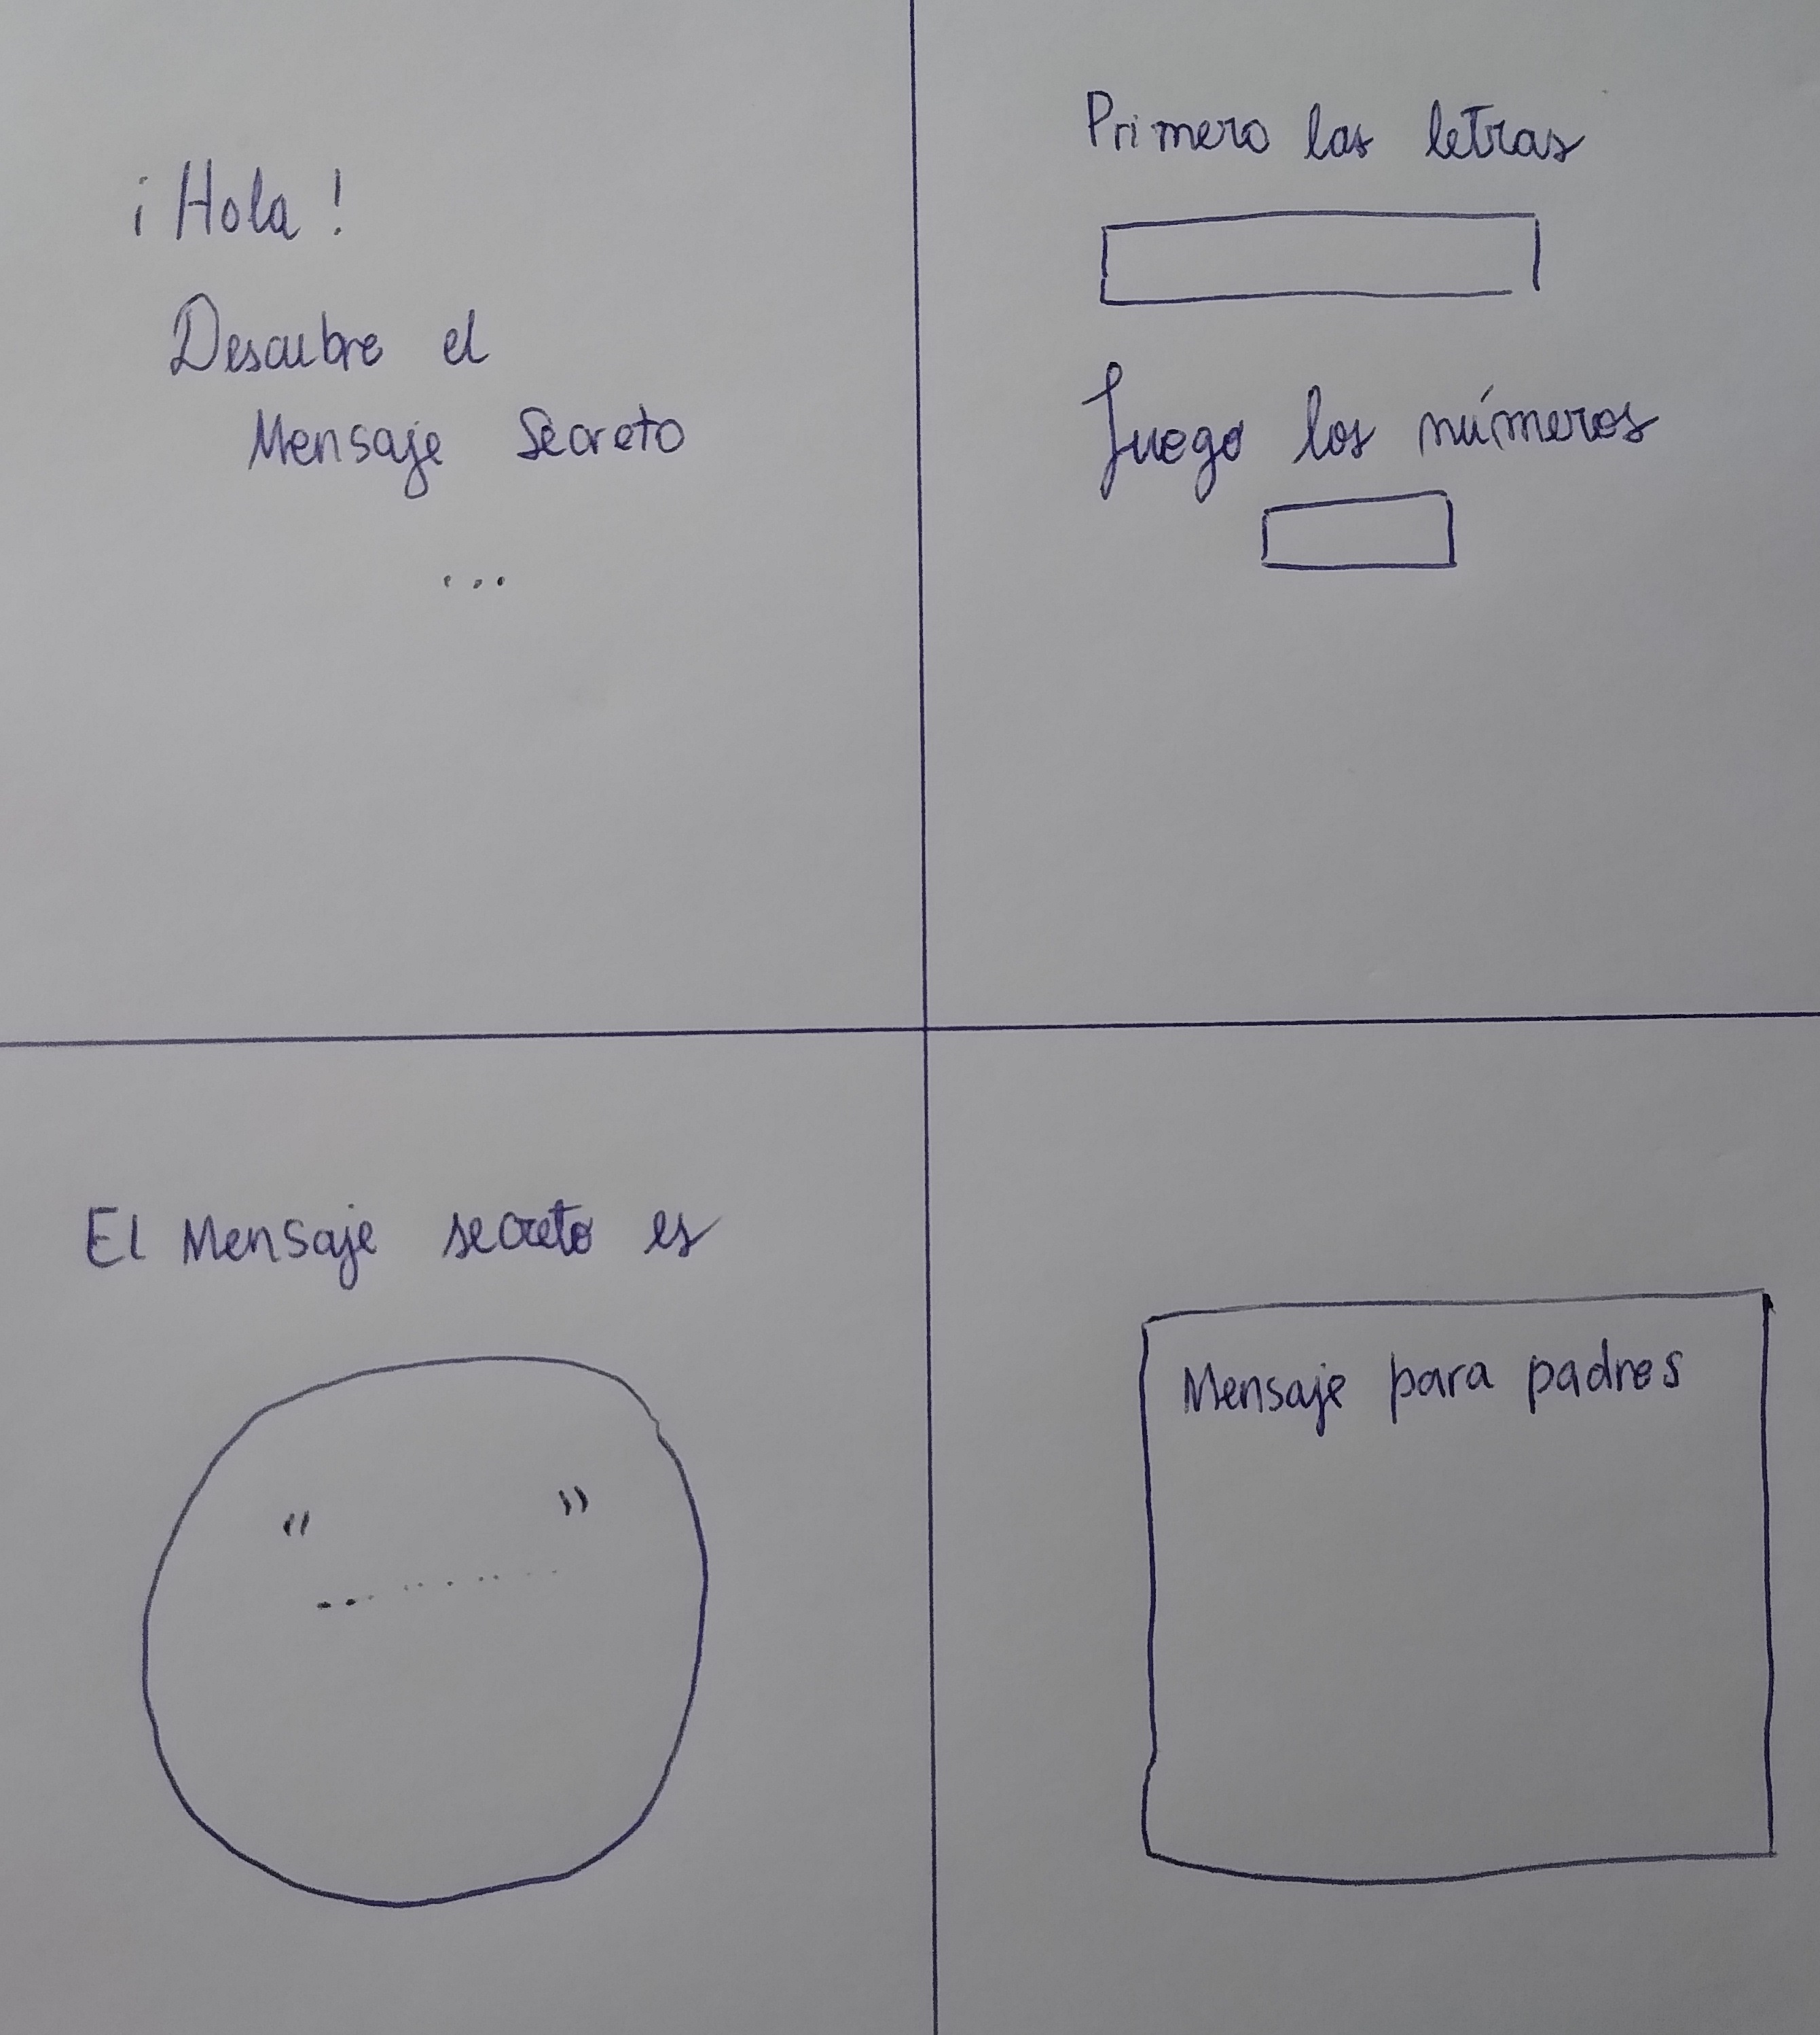 ¡Hola!
Descubre el
Mensaje Secreto
...
Primero las letras
Luego los números
El Mensaje secreto es
“ ”
...........
Mensaje para padres